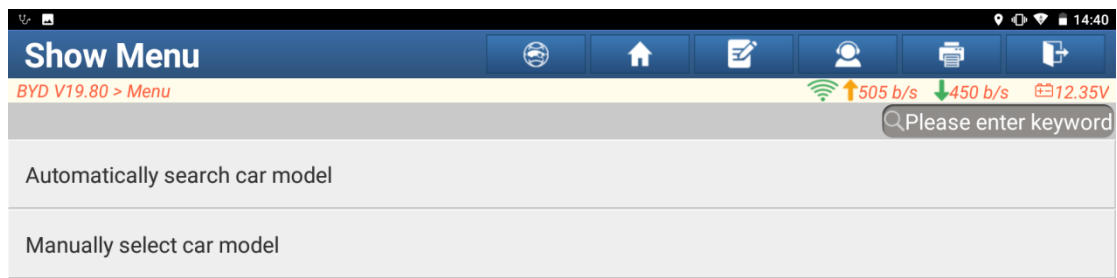 14:40
Show Menu
BYD V19.80 > Menu 505 b/s 450 b/s 12.35V
Please enter keyword
Automatically search car model
Manually select car model